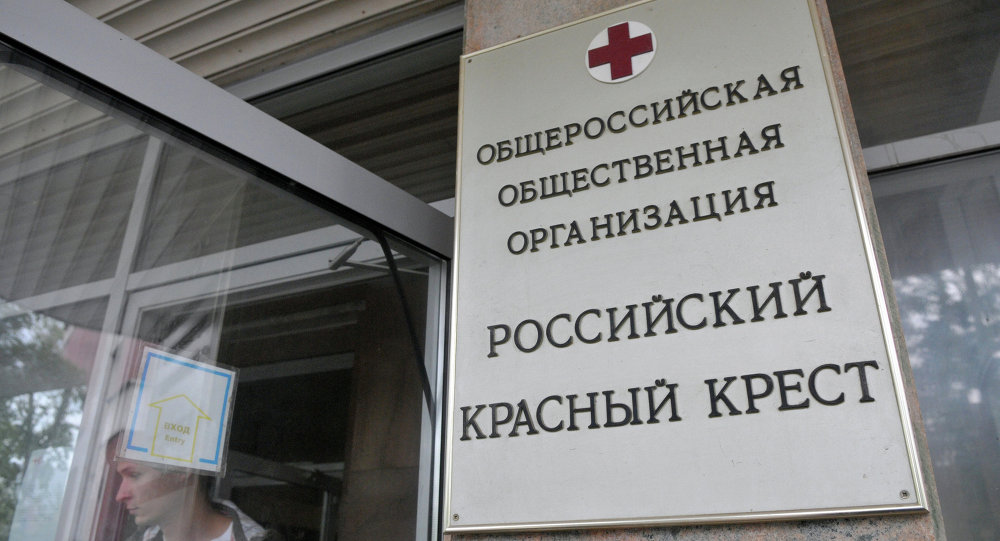 ОБЩЕРОССИЙСКАЯ
ОБЩЕСТВЕННАЯ
ОРГАНИЗАЦИЯ
РОССИЙСКИЙ
КРАСНЫЙ КРЕСТ
ВХОД
Entry